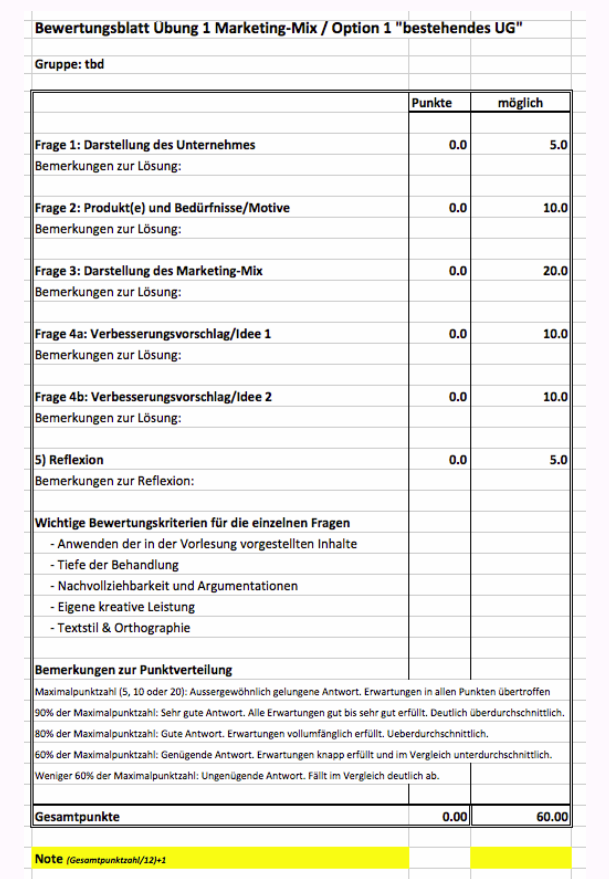 Bewertungsblatt Übung 1 Marketing-Mix / Option 1 "bestehendes UG"
Gruppe: tbd
Punkte möglich
Frage 1: Darstellung des Unternehmes 0.0 5.0
Bemerkungen zur Lösung:
Frage 2: Produkt(e) und Bedürfnisse/Motive 0.0 10.0
Bemerkungen zur Lösung:
Frage 3: Darstellung des Marketing-Mix 0.0 20.0
Bemerkungen zur Lösung:
Frage 4a: Verbesserungsvorschlag/Idee 1 0.0 10.0
Bemerkungen zur Lösung:
Frage 4b: Verbesserungsvorschlag/Idee 2 0.0 10.0
Bemerkungen zur Lösung:
5) Reflexion 0.0 5.0
Bemerkungen zur Reflexion:
Wichtige Bewertungskriterien für die einzelnen Fragen
- Anwenden der in der Vorlesung vorgestellten Inhalte
- Tiefe der Behandlung
- Nachvollziehbarkeit und Argumentationen
- Eigene kreative Leistung
- Textstil & Orthographie
Bemerkungen zur Punktverteilung
Maximalpunktzahl (5, 10 oder 20): Aussergewöhnlich gelungene Antwort. Erwartungen in allen Punkten übertroffen
90% der Maximalpunktzahl: Sehr gute Antwort. Alle Erwartungen gut bis sehr gut erfüllt. Deutlich überdurchschnittlich.
80% der Maximalpunktzahl: Gute Antwort. Erwartungen vollumfänglich erfüllt. Ueberdurchschnittlich.
60% der Maximalpunktzahl: Genügende Antwort. Erwartungen knapp erfüllt und im Vergleich unterdurchschnittlich.
Weniger 60% der Maximalpunktzahl: Ungenügende Antwort. Fällt im Vergleich deutlich ab.
Gesamtpunkte 0.00 60.00
Note (Gesamtpunktzahl/12)+1